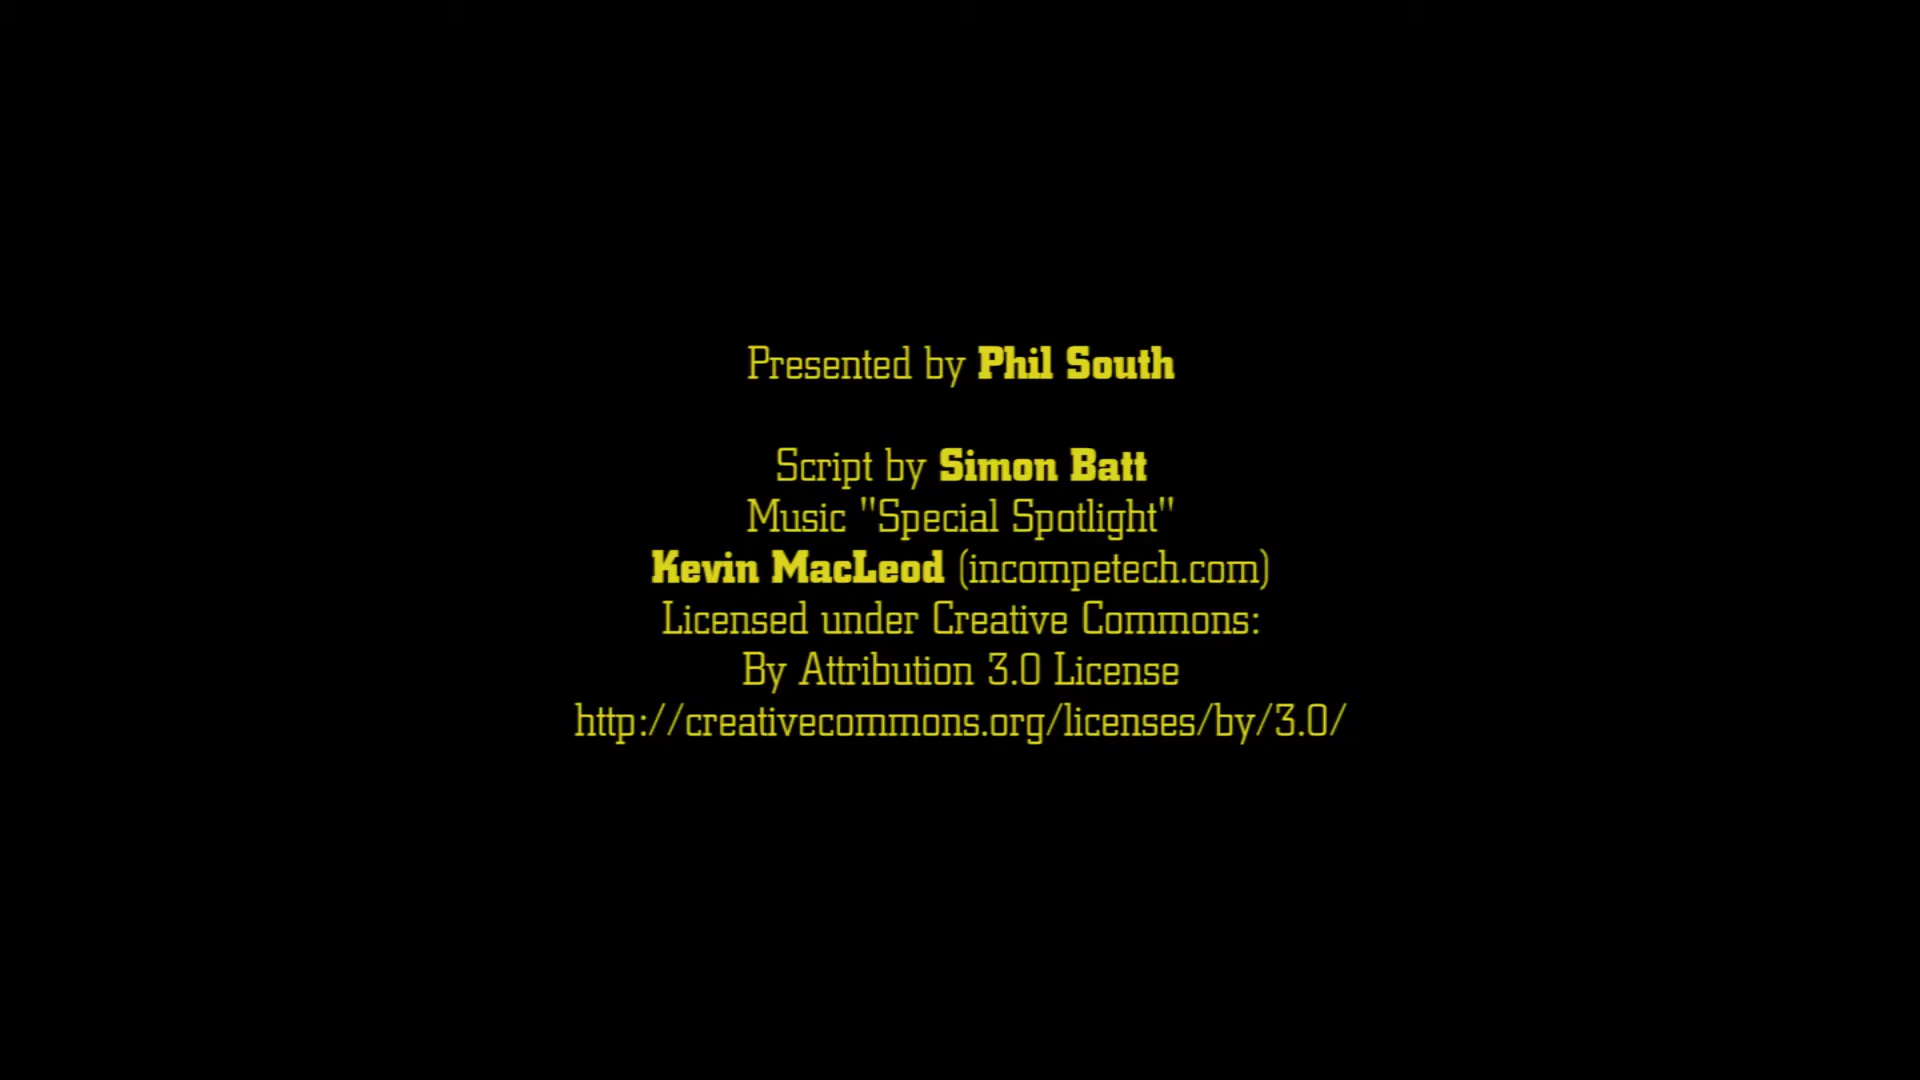 Presented by Phil South
Script by Simon Batt
Music "Special Spotlight"
Kevin MacLeod (incompetech.com)
Licensed under Creative Commons:
By Attribution 3.0 License
http://creativecommons.org/licenses/by/3.0/